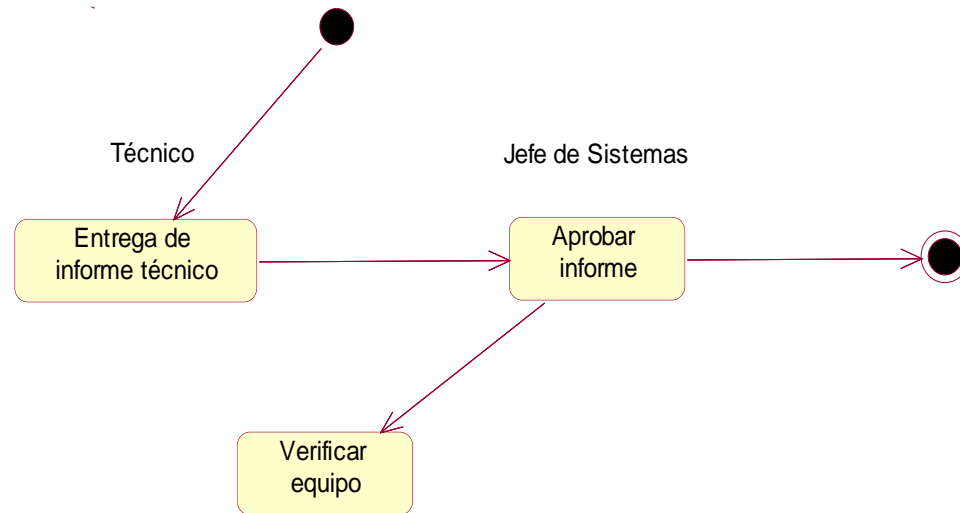 Técnico
Jefe de Sistemas
Entrega de
informe técnico
Aprobar
informe
Verificar
equipo